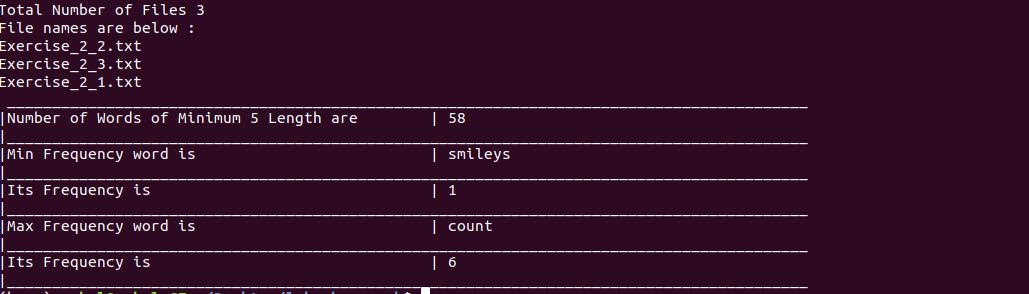 Total Number of Files 3
File names are below :
Exercise_2_2.txt
Exercise_2_3.txt
Exercise_2_1.txt
|Number of Words of Minimum 5 Length are | 58
|Min Frequency word is | smileys
|Its Frequency is | 1
|Max Frequency word is | count
|Its Frequency is | 6